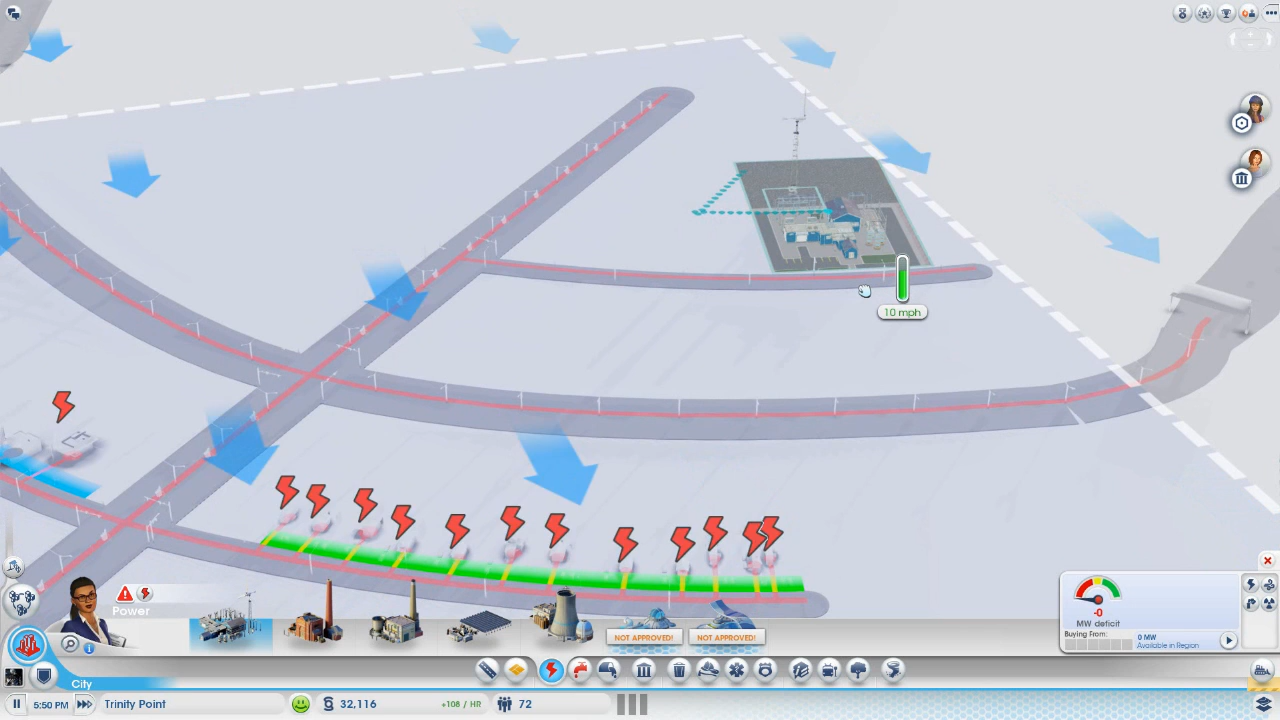 10 mph
Power
NOT APPROVED!
NOT APPROVED!
-0
MW deficit
Buying From:
0 MW
Available in Region
City
5:50 PM
Trinity Point
32,116
+108 / HR
72